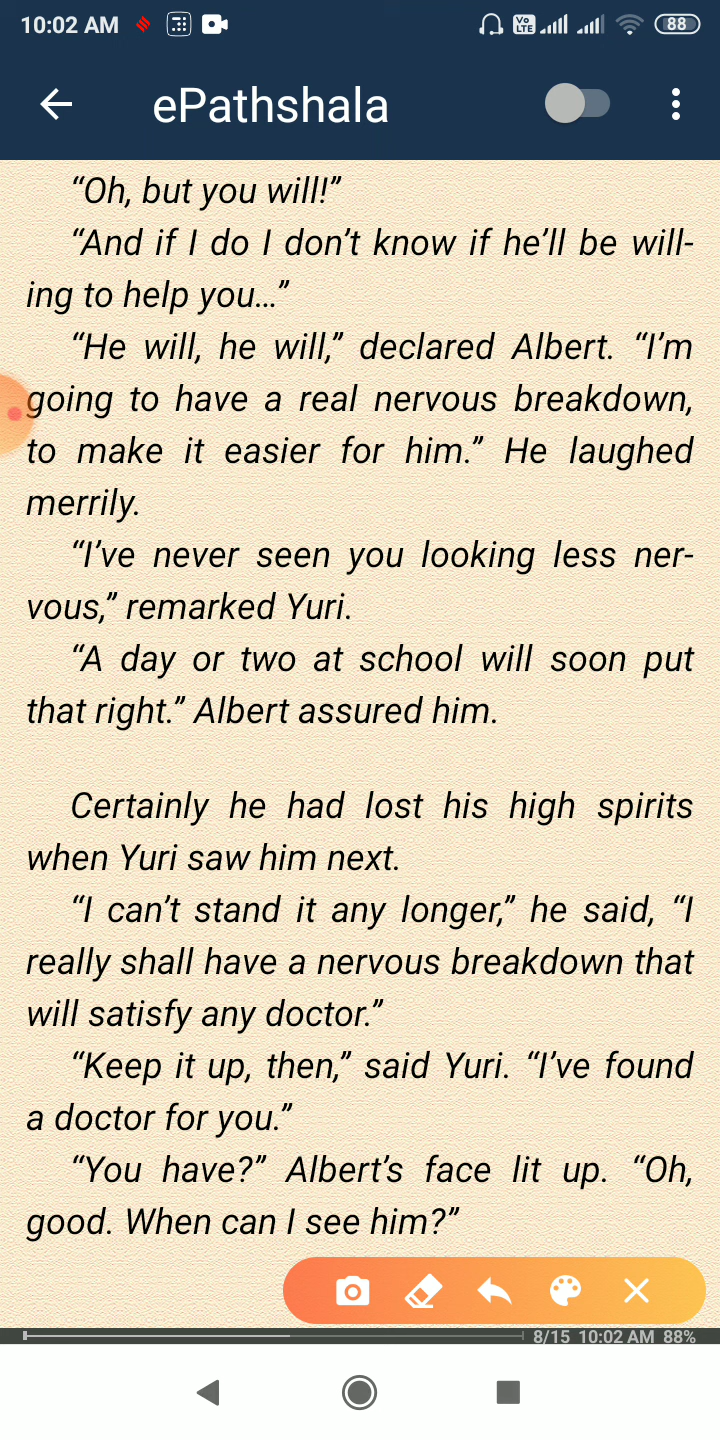 10:02 AM
Vo LTE
88
ePathshala
“Oh, but you will!”
“And if I do I don’t know if he’ll be will-
ing to help you...”
“He will, he will,” declared Albert. “I’m
going to have a real nervous breakdown,
to make it easier for him.” He laughed
merrily.
“I’ve never seen you looking less ner-
vous,” remarked Yuri.
“A day or two at school will soon put
that right.” Albert assured him.
Certainly he had lost his high spirits
when Yuri saw him next.
“I can’t stand it any longer,” he said, “I
really shall have a nervous breakdown that
will satisfy any doctor.”
“Keep it up, then,” said Yuri. “I’ve found
a doctor for you.”
“You have?” Albert’s face lit up. “Oh,
good. When can I see him?”
8/15 10:02 AM 88%